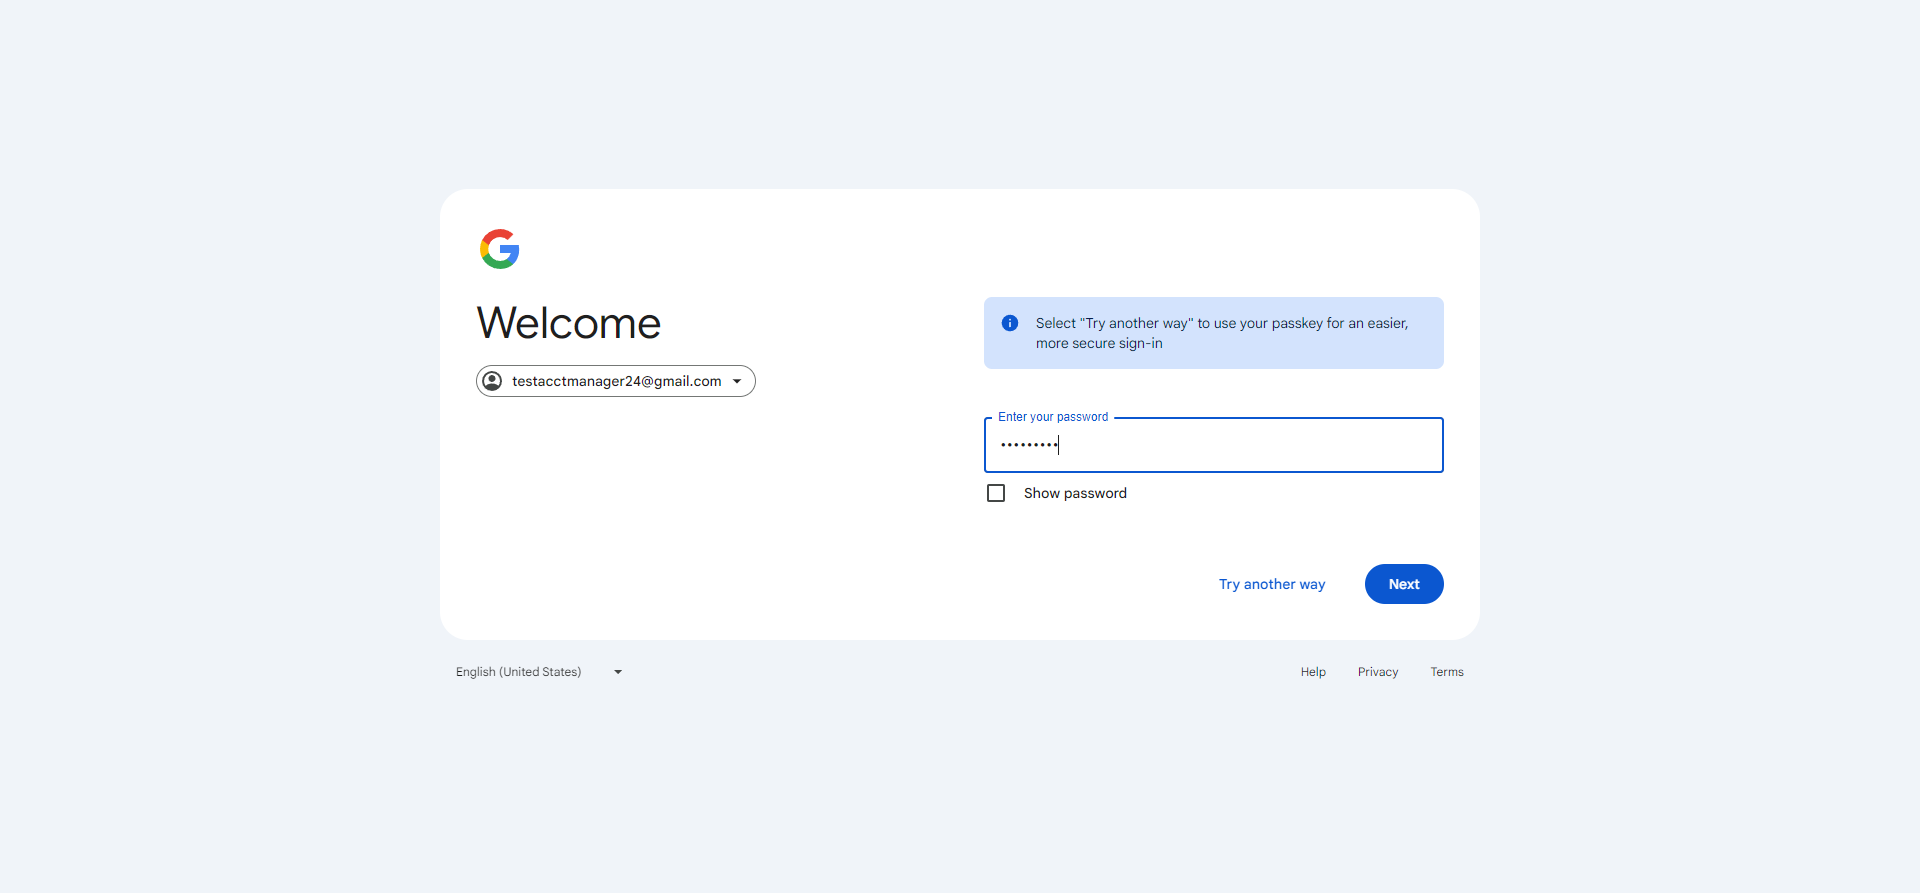 Welcome
testacctmanager24@gmail.com
Select "Try another way" to use your passkey for an easier,
more secure sign-in
Enter your password
•••••••••
Show password
Try another way
Next
English (United States)
Help
Privacy
Terms